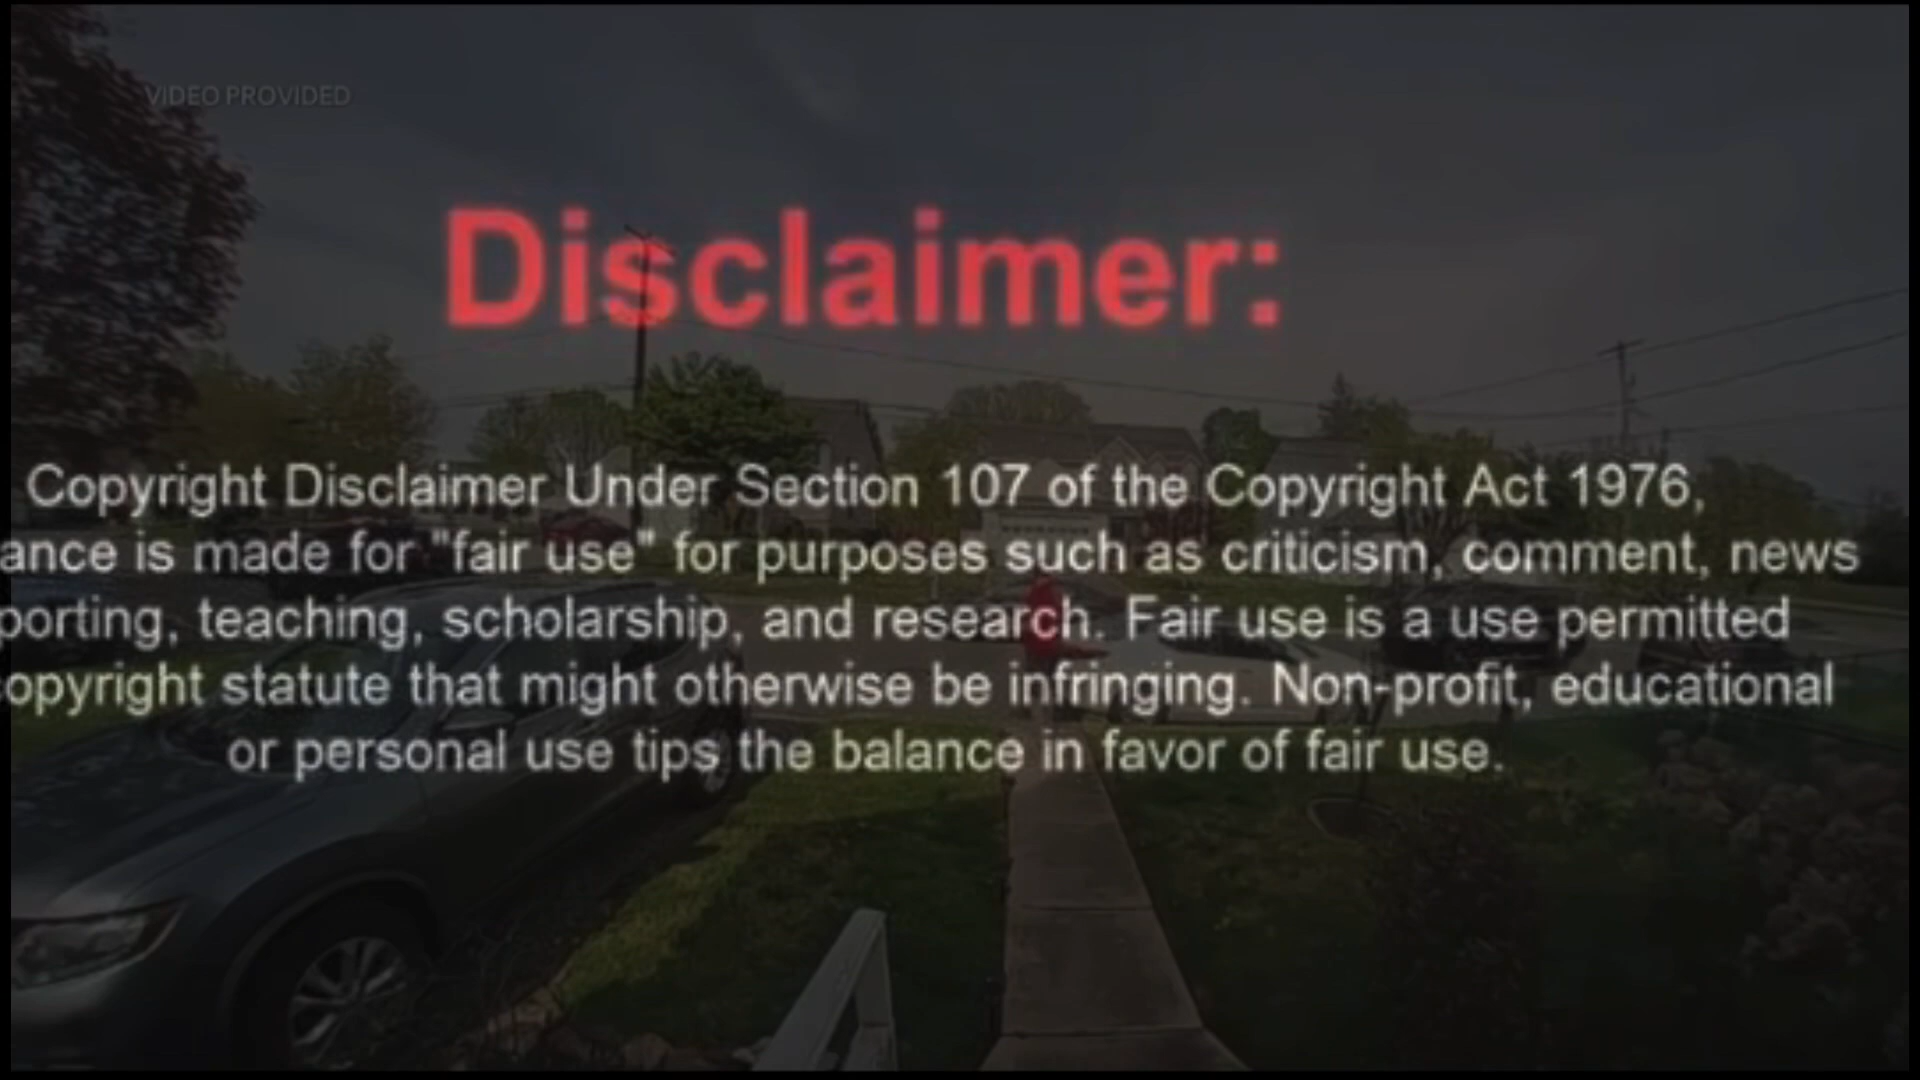 VIDEO PROVIDED
Disclaimer:
Copyright Disclaimer Under Section 107 of the Copyright Act 1976,
ance is made for "fair use" for purposes such as criticism, comment, news
porting, teaching, scholarship, and research. Fair use is a use permitted
opyright statute that might otherwise be infringing. Non-profit, educational
or personal use tips the balance in favor of fair use.